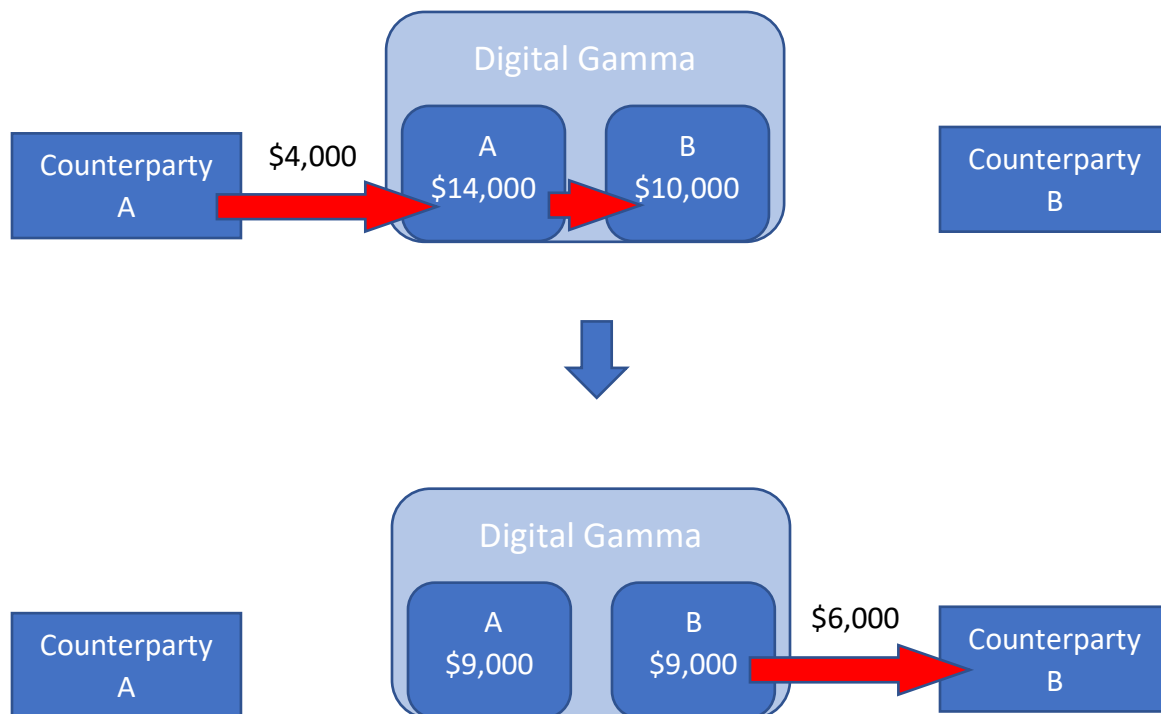 Digital Gamma
Counterparty
A
$4,000
A
$14,000
B
$10,000
Counterparty
B
Digital Gamma
Counterparty
A
A
$9,000
B
$9,000
$6,000
Counterparty
B